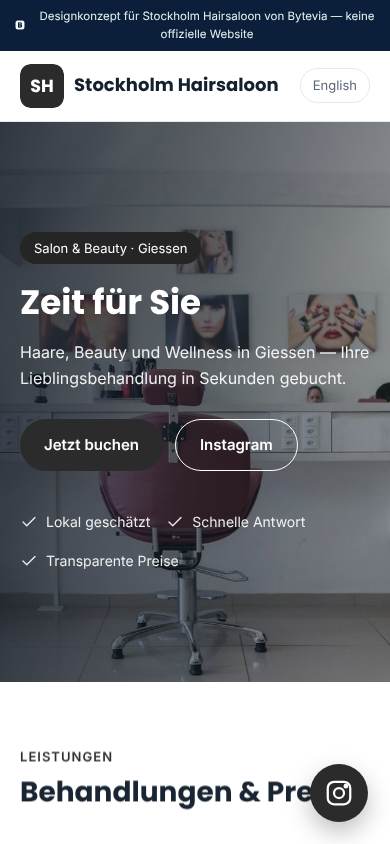 B
Designkonzept für Stockholm Hairsaloon von Bytevia — keine
offizielle Website
SH
Stockholm Hairsaloon
English
Salon & Beauty · Giessen
Zeit für Sie
Haare, Beauty und Wellness in Giessen — Ihre
Lieblingsbehandlung in Sekunden gebucht.
Jetzt buchen
Instagram
Lokal geschätzt
Schnelle Antwort
Transparente Preise
LEISTUNGEN
Behandlungen & Pre